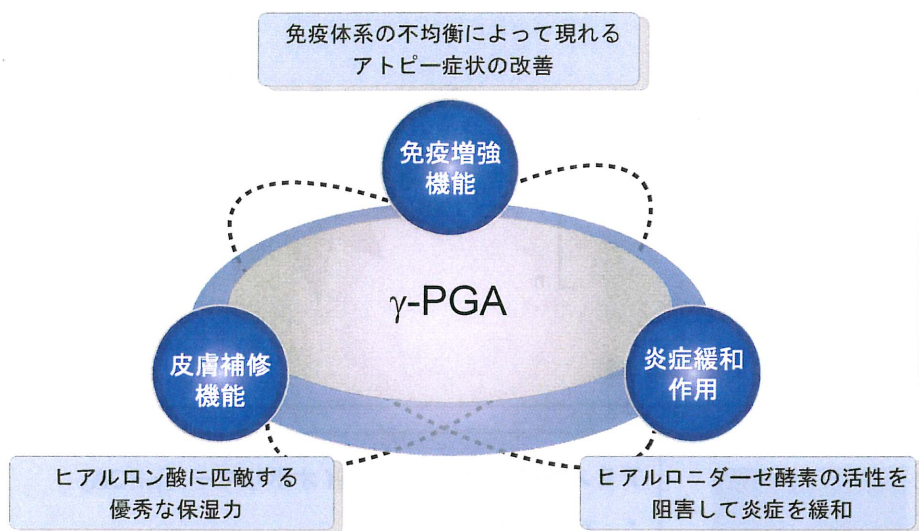 免疫体系の不均衡によって現れる
アトピー症状の改善
免疫増強
機能
γ-PGA
皮膚補修
機能
炎症緩和
作用
ヒアルロン酸に匹敵する
優秀な保湿力
ヒアルロニダーゼ酵素の活性を
阻害して炎症を緩和